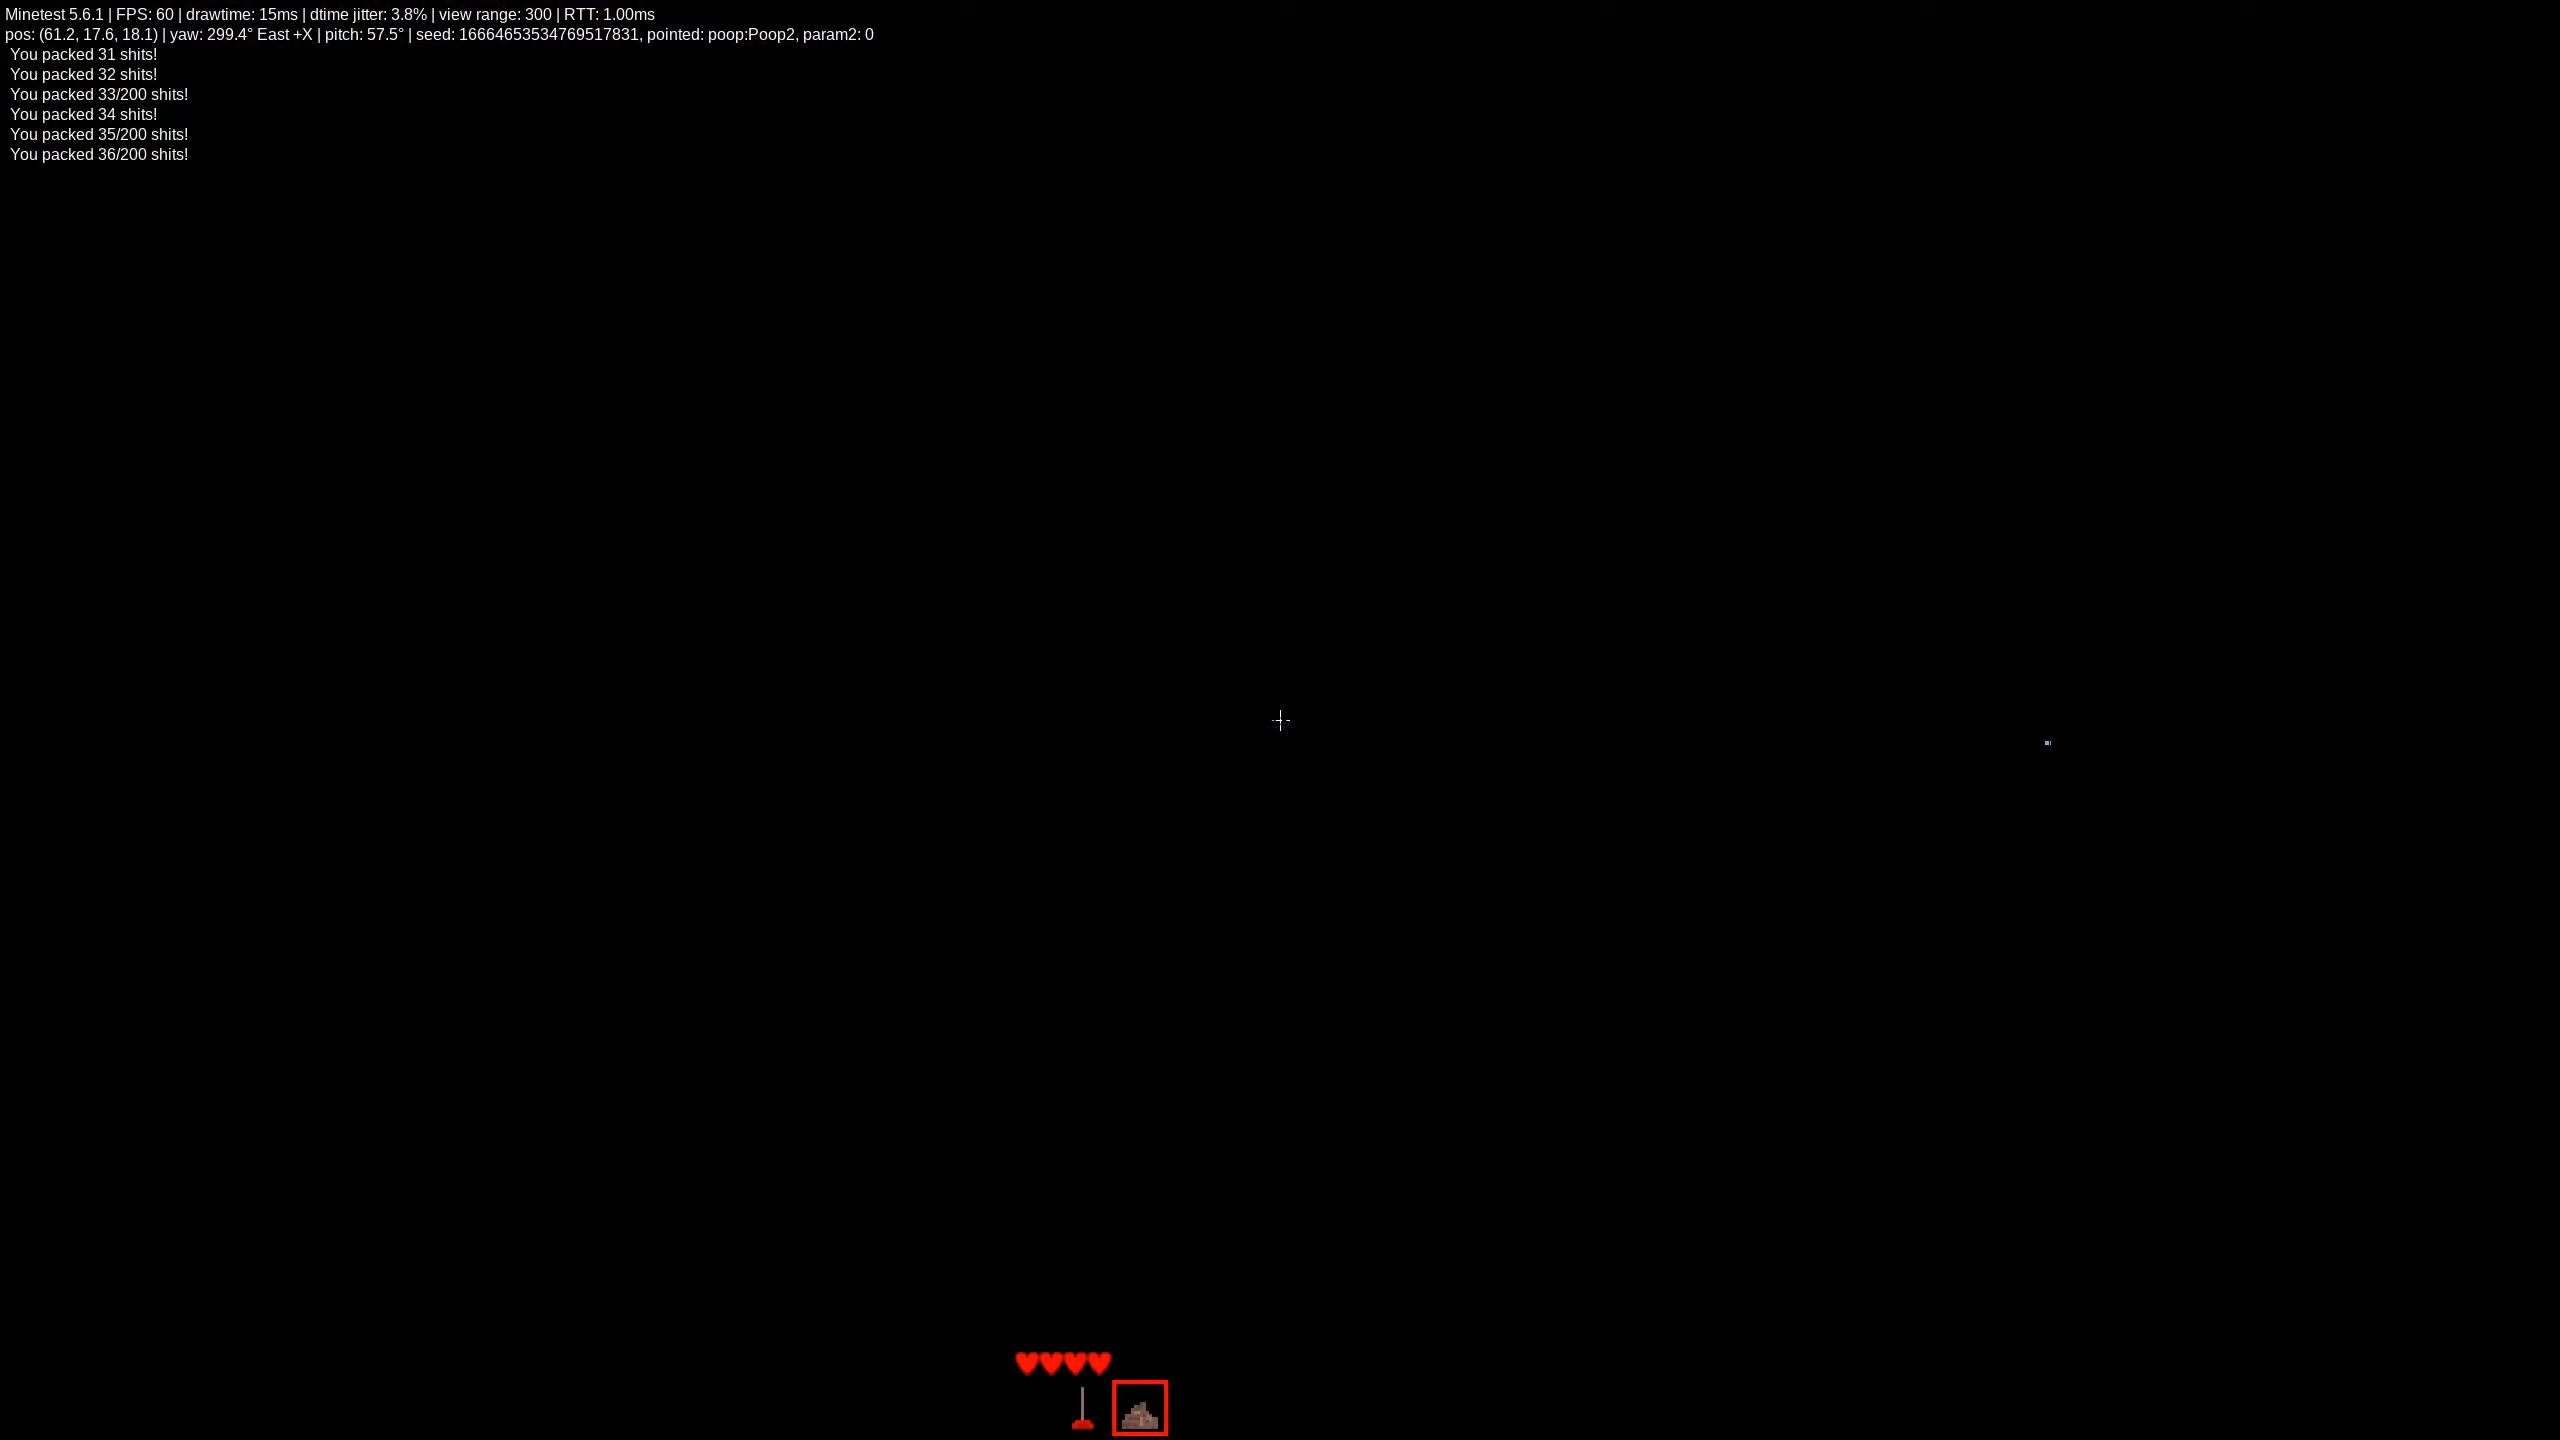 Minetest 5.6.1 | FPS: 60 | drawtime: 15ms | dtime jitter: 3.8% | view range: 300 | RTT: 1.00ms
pos: (61.2, 17.6, 18.1) | yaw: 299.4° East +X | pitch: 57.5° | seed: 16664653534769517831, pointed: poop:Poop2, param2: 0
You packed 31 shits!
You packed 32 shits!
You packed 33/200 shits!
You packed 34 shits!
You packed 35/200 shits!
You packed 36/200 shits!